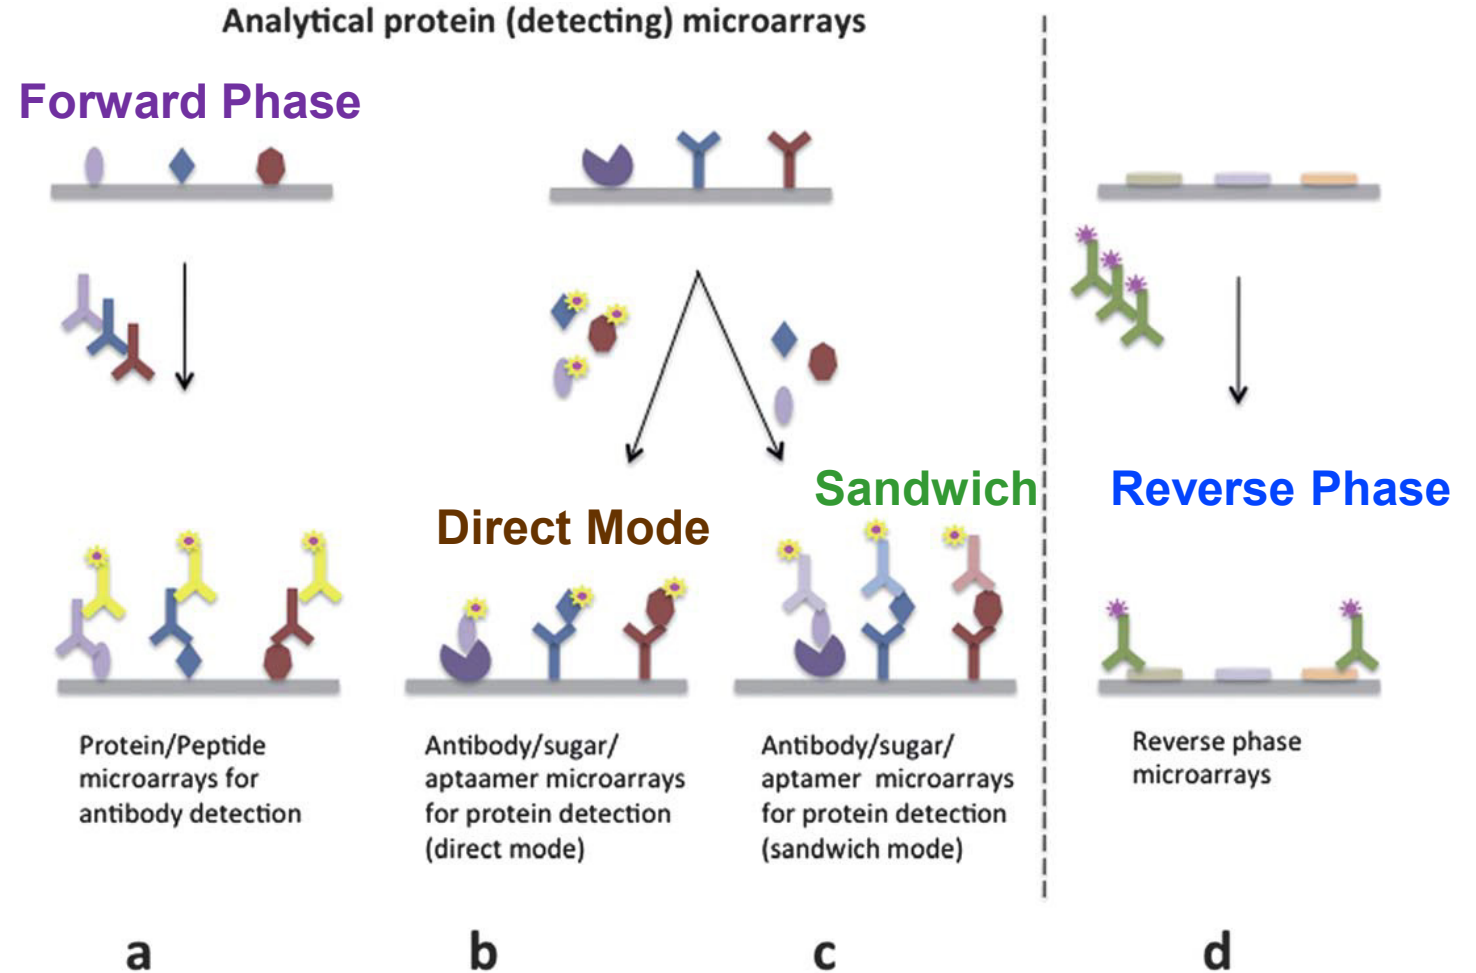 Analytical protein (detecting) microarrays
Forward Phase
Direct Mode
Sandwich
Reverse Phase
Protein/Peptide
microarrays for
antibody detection
Antibody/sugar/
aptaamer microarrays
for protein detection
(direct mode)
Antibody/sugar/
aptamer microarrays
for protein detection
(sandwich mode)
Reverse phase
microarrays
a
b
c
d